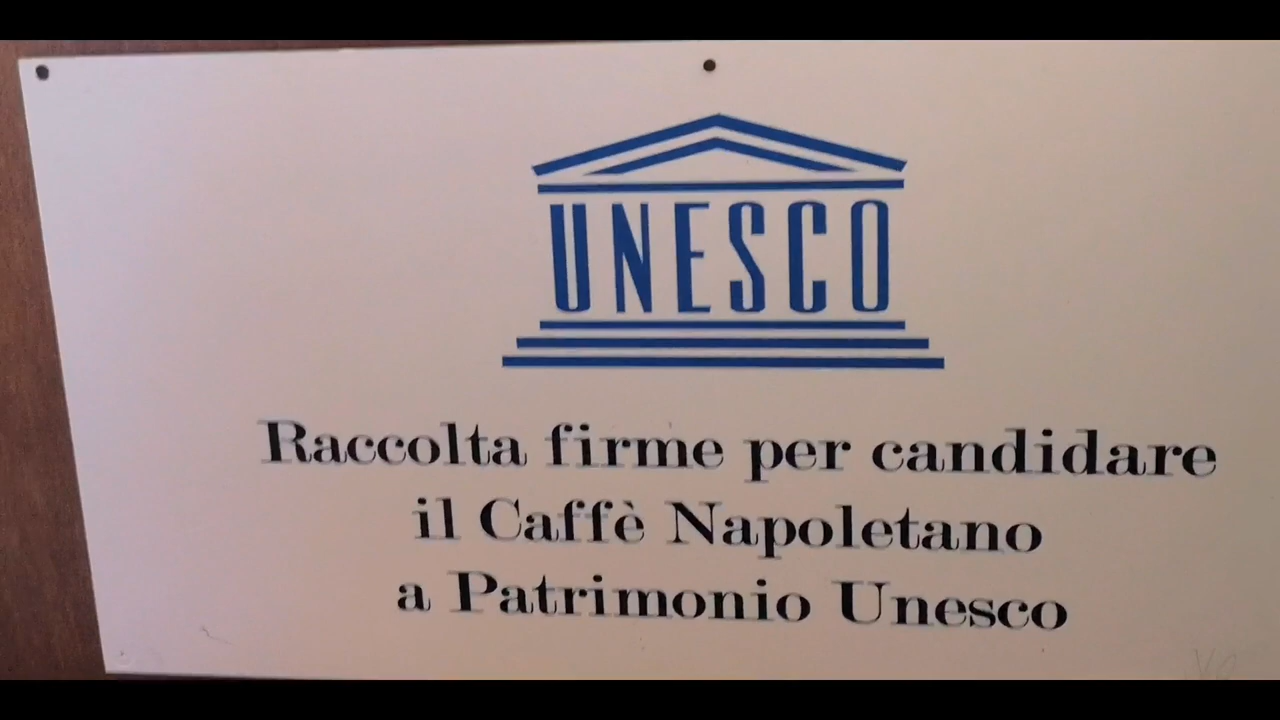 UNESCO
Raccolta firme per candidare
il Caffè Napoletano
a Patrimonio Unesco